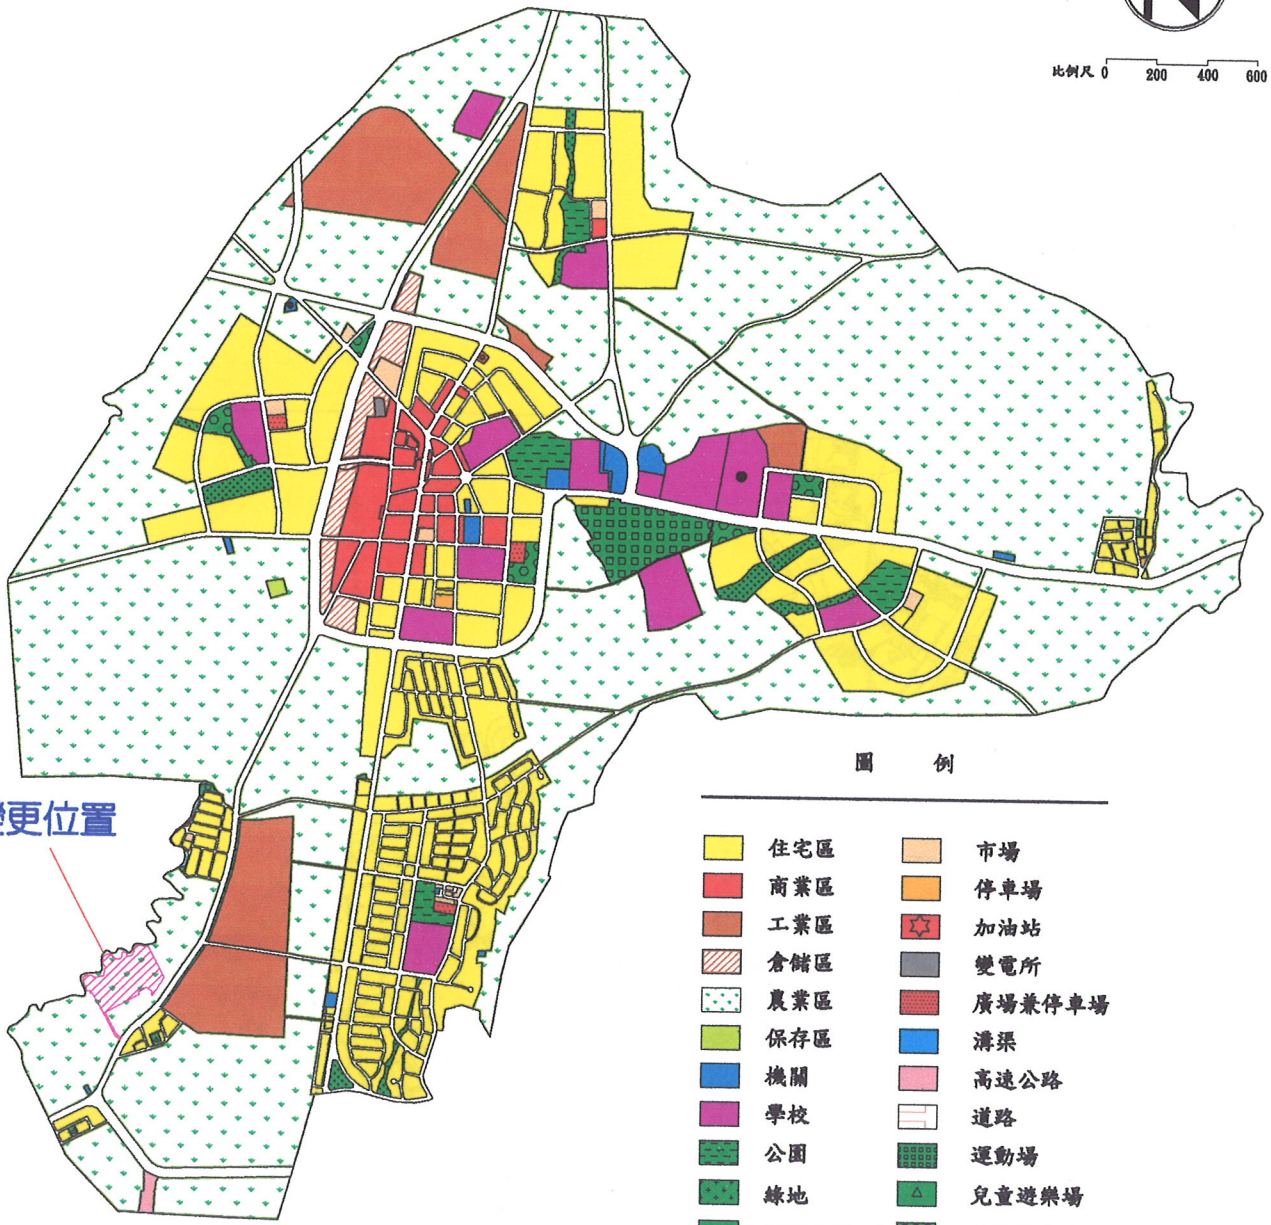 比例尺 0 200 400 600
更位置
圖 例
住宅區 市場
商業區 停車場
工業區 加油站
倉儲區 變電所
農業區 廣場兼停車場
保存區 溝渠
機關 高速公路
學校 道路
公園 運動場
綠地 兒童遊樂場